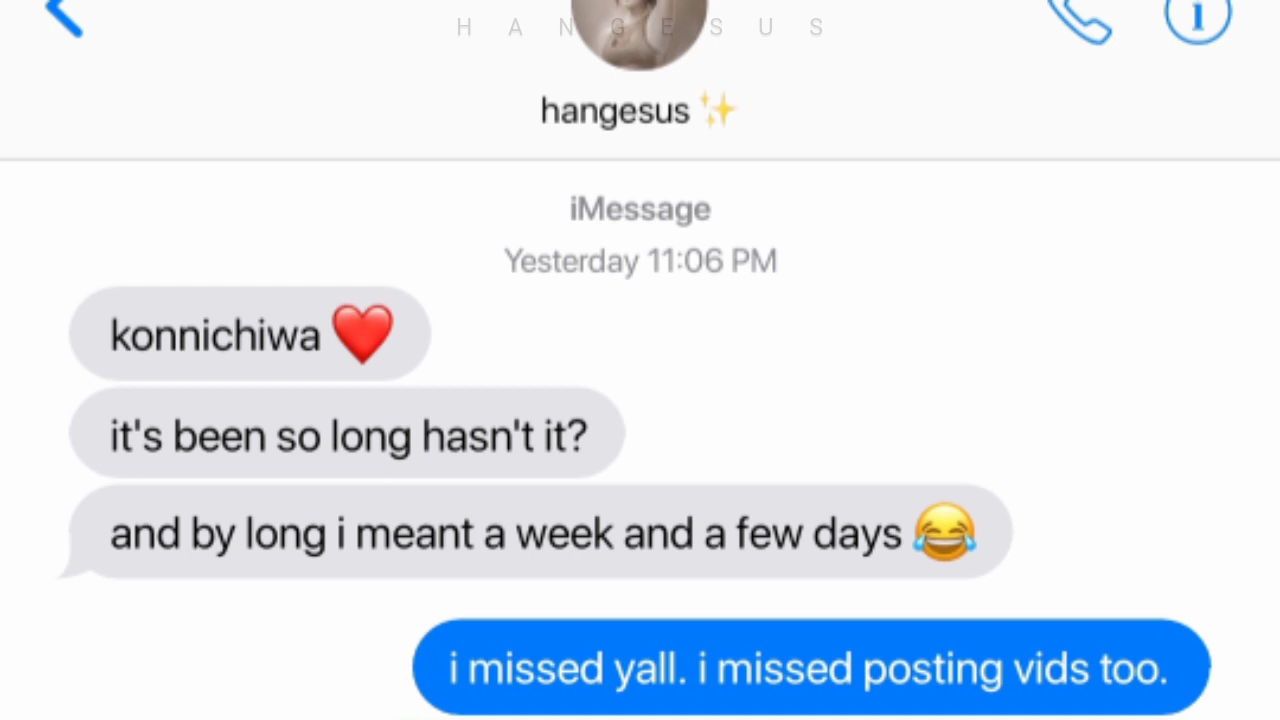 HANGESUS
hangesus ✨
iMessage
Yesterday 11:06 PM
konnichiwa ❤️
it's been so long hasn't it?
and by long i meant a week and a few days 😂
i missed yall. i missed posting vids too.